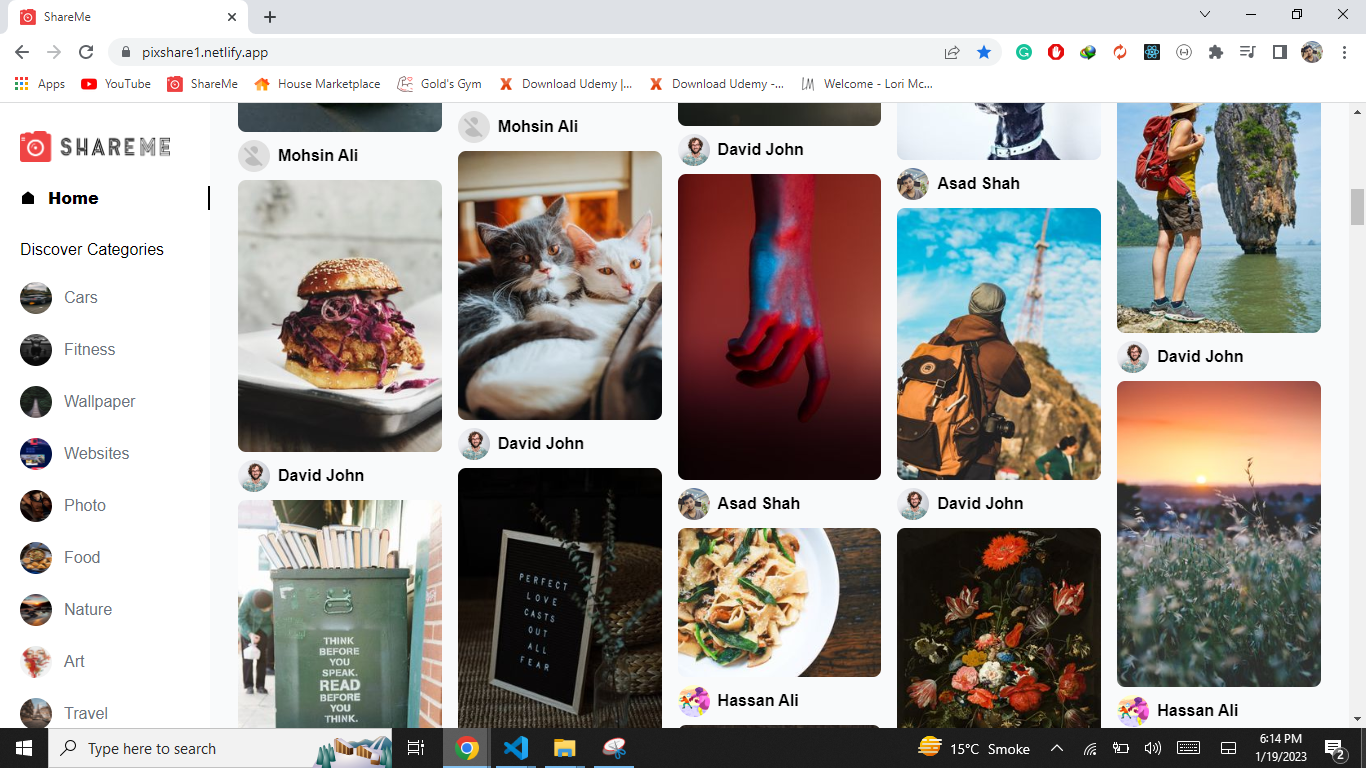 ShareMe
pixshare1.netlify.app
Apps
YouTube
ShareMe
House Marketplace
Gold's Gym
Download Udemy |...
Download Udemy -...
Welcome - Lori Mc...
SHAREME
Home
Discover Categories
Cars
Fitness
Wallpaper
Websites
Photo
Food
Nature
Art
Travel
Mohsin Ali
David John
THINK
BEFORE
YOU
SPEAK.
READ
BEFORE
YOU
THINK.
Mohsin Ali
David John
PERFECT
LOVE
CASTS
OUT
ALL
FEAR
David John
Asad Shah
Hassan Ali
Asad Shah
David John
David John
Hassan Ali
Type here to search
15°C Smoke
6:14 PM
1/19/2023
2